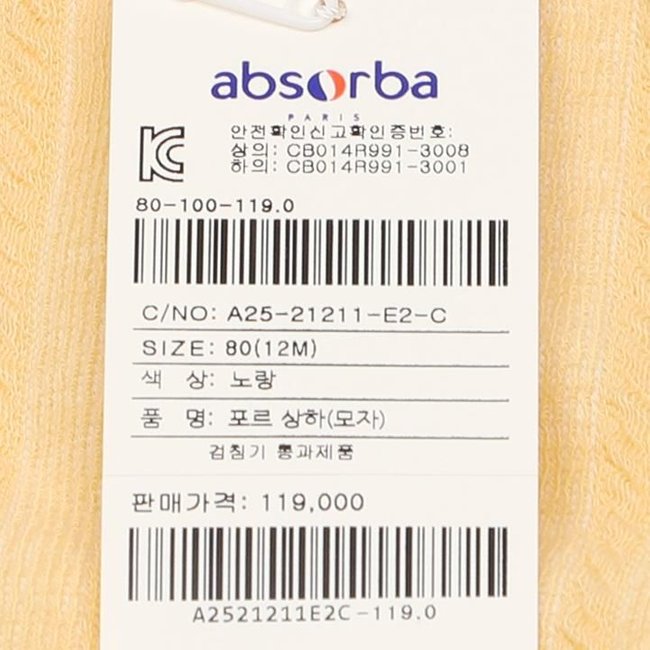 absorba
PARIS
안전확인신고확인증번호:
상의: CB014R991-3008
하의: CB014R991-3001
80-100-119.0
C/NO: A25-21211-E2-C
SIZE: 80(12M)
색 상: 노랑
품 명: 포르 상하(모자)
검침기 통과제품
판매가격: 119,000
A2521211E2C-119.0